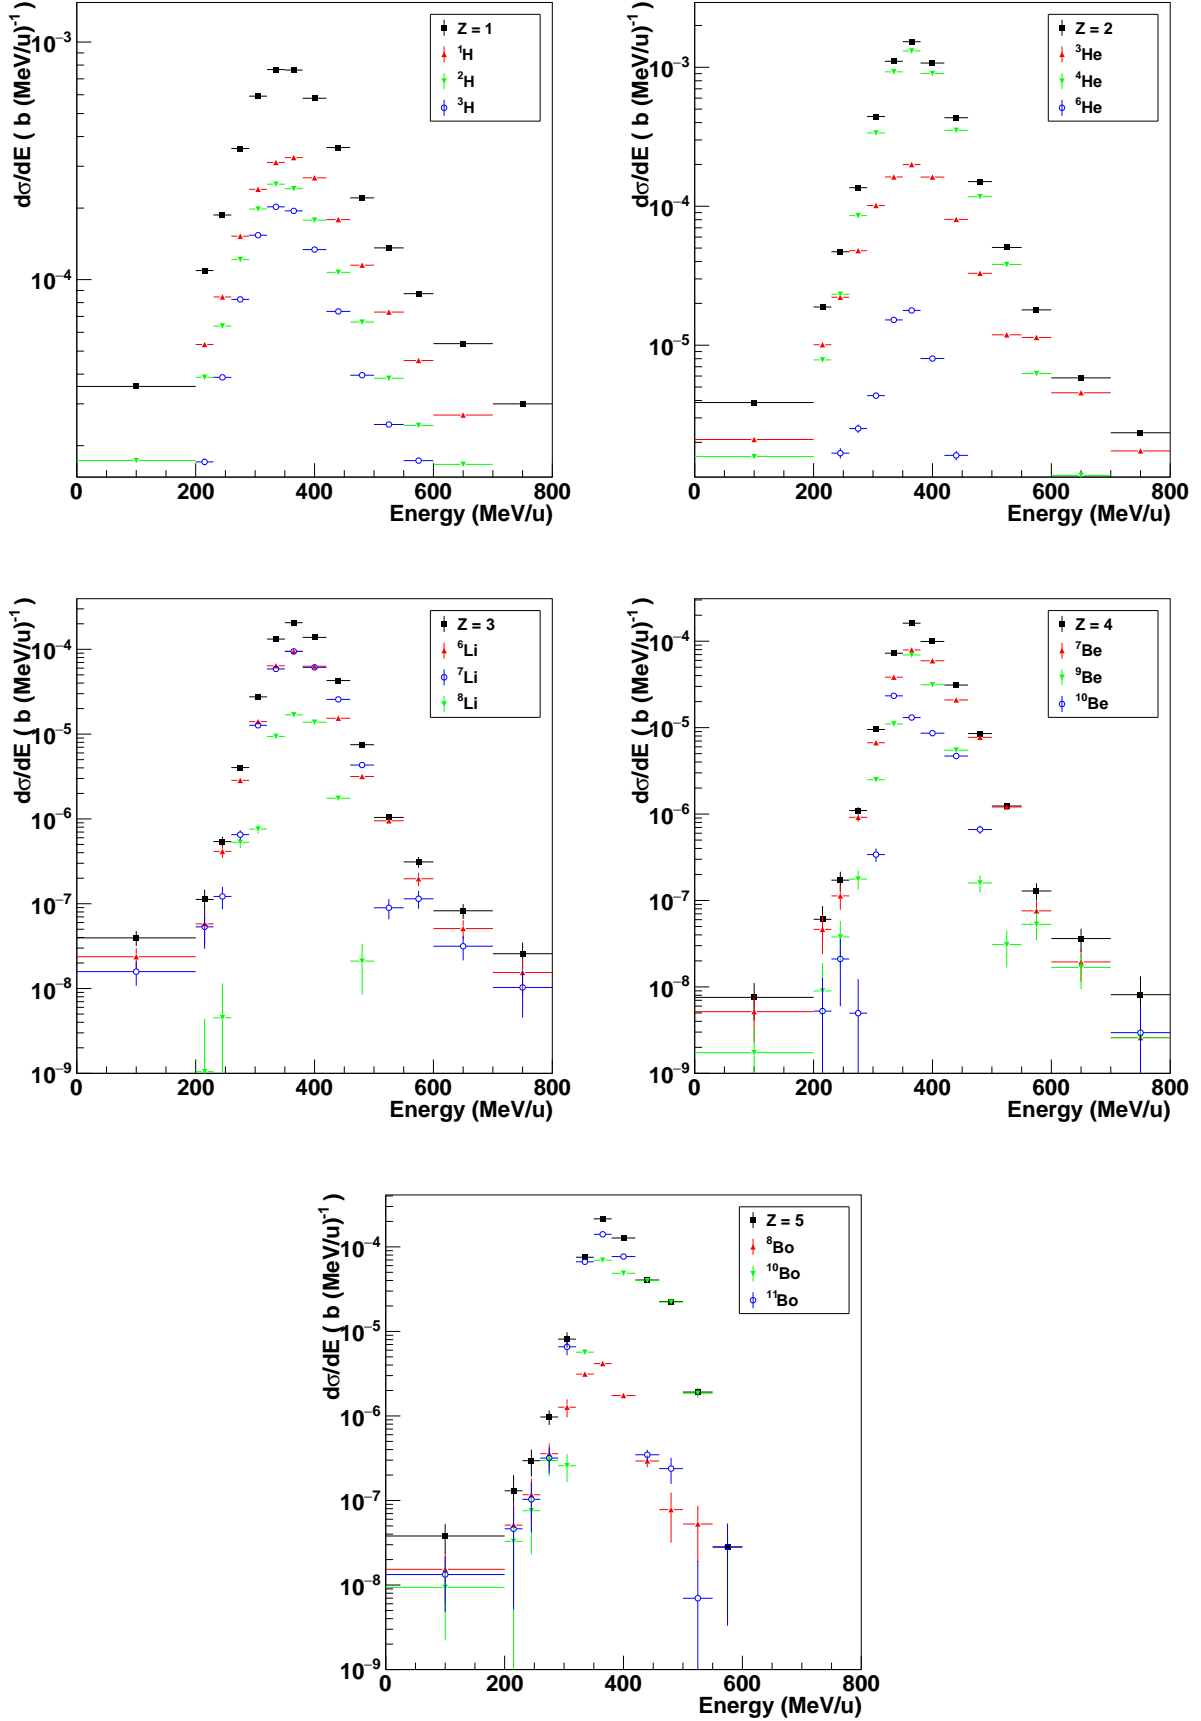 dσ/dE ( b (MeV/u)⁻¹ )
10⁻³
10⁻⁴
Z = 1
¹H
²H
³H
0 200 400 600 800
Energy (MeV/u)
dσ/dE ( b (MeV/u)⁻¹ )
10⁻³
10⁻⁴
10⁻⁵
Z = 2
³He
⁴He
⁶He
0 200 400 600 800
Energy (MeV/u)
dσ/dE ( b (MeV/u)⁻¹ )
10⁻⁴
10⁻⁵
10⁻⁶
10⁻⁷
10⁻⁸
10⁻⁹
Z = 3
⁶Li
⁷Li
⁸Li
0 200 400 600 800
Energy (MeV/u)
dσ/dE ( b (MeV/u)⁻¹ )
10⁻⁴
10⁻⁵
10⁻⁶
10⁻⁷
10⁻⁸
10⁻⁹
Z = 4
⁷Be
⁹Be
¹⁰Be
0 200 400 600 800
Energy (MeV/u)
dσ/dE ( b (MeV/u)⁻¹ )
10⁻⁴
10⁻⁵
10⁻⁶
10⁻⁷
10⁻⁸
10⁻⁹
Z = 5
⁸Bo
¹⁰Bo
¹¹Bo
0 200 400 600 800
Energy (MeV/u)